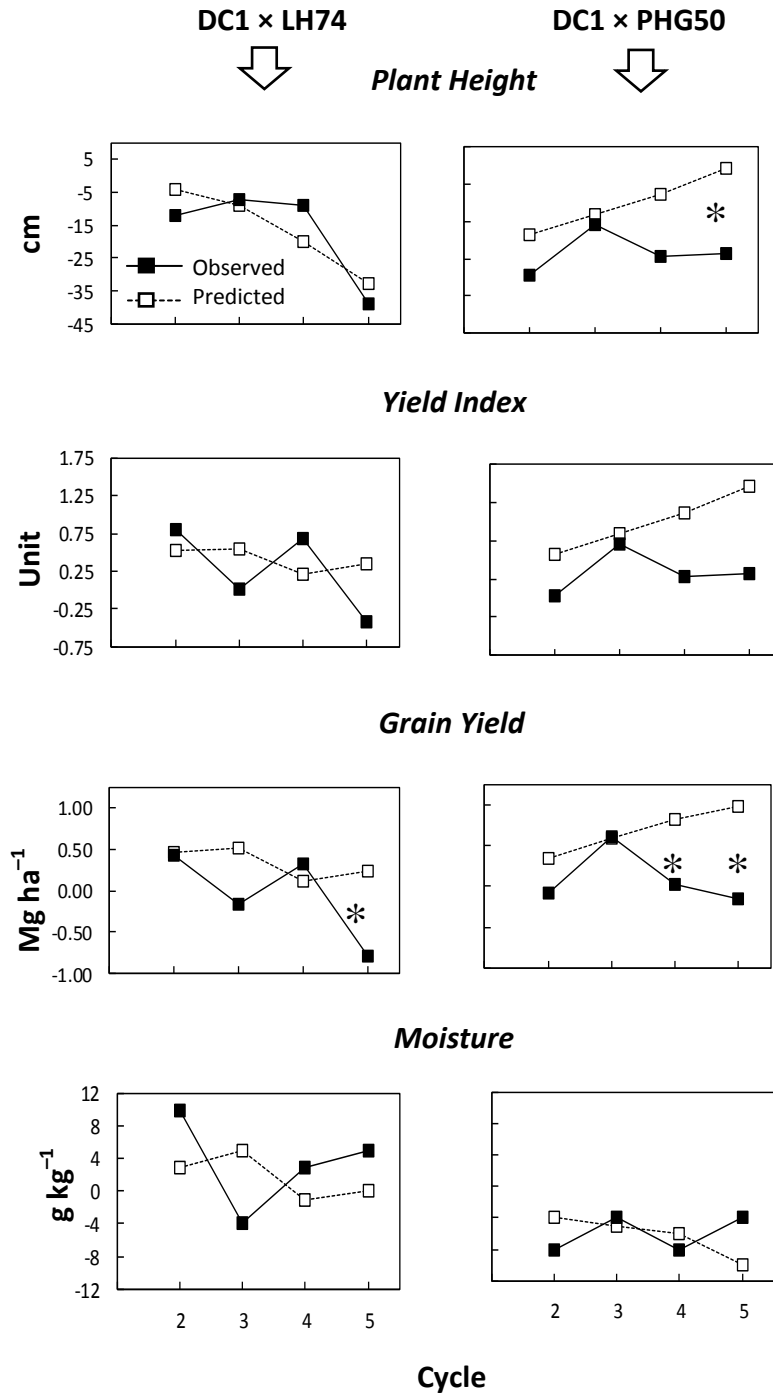 DC1 × LH74
DC1 × PHG50
Plant Height
5
-5
-15
-25
-35
-45
cm
Observed
Predicted
*
Yield Index
1.75
1.25
0.75
0.25
-0.25
-0.75
Unit
Grain Yield
1.00
0.50
0.00
-0.50
-1.00
Mg ha⁻¹
*
* *
Moisture
12
8
4
0
-4
-8
-12
g kg⁻¹
2 3 4 5
2 3 4 5
Cycle